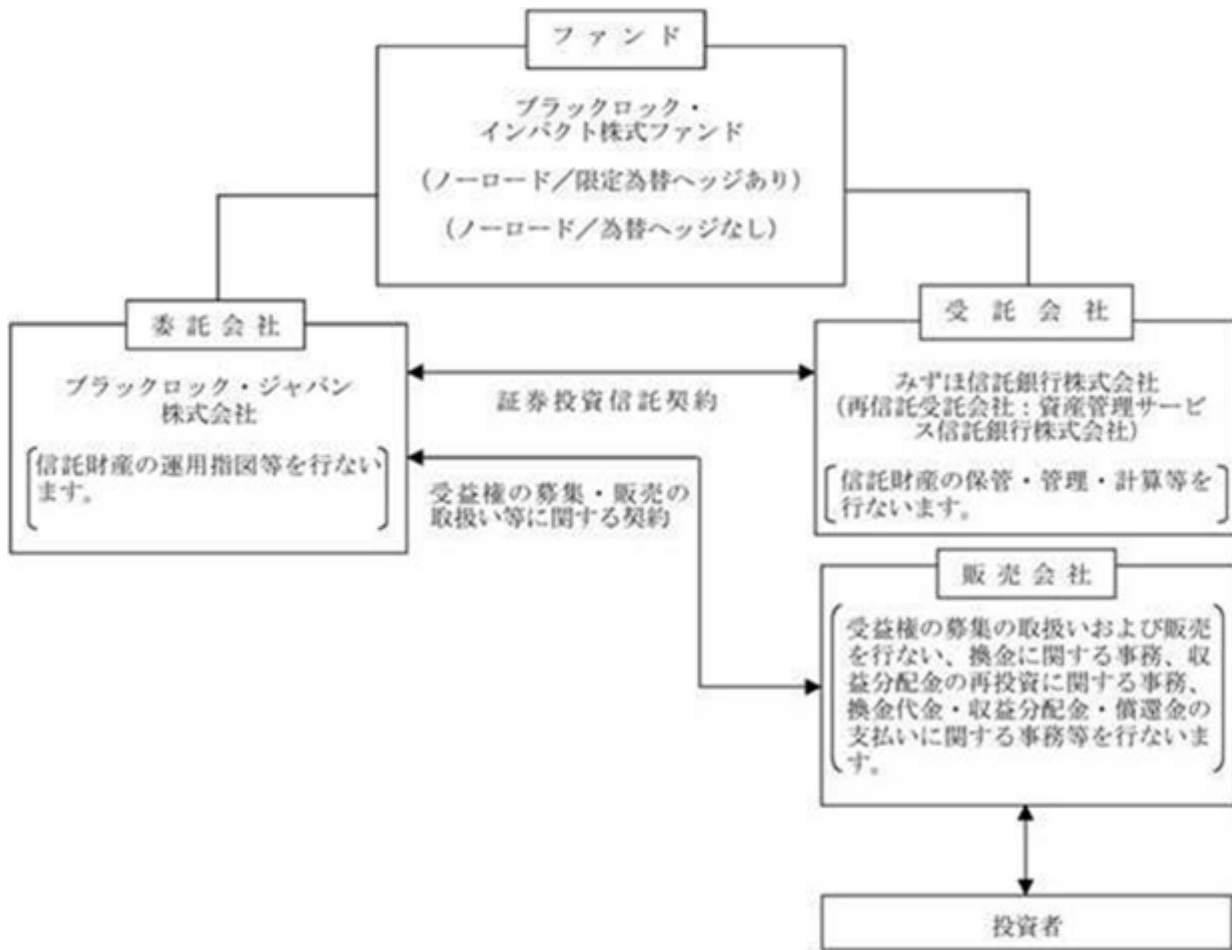 ファンド
ブラックロック・
インパクト株式ファンド
(ノーロード／限定為替ヘッジあり)
(ノーロード／為替ヘッジなし)
委託会社
ブラックロック・ジャパン
株式会社
信託財産の運用指図等を行ない
ます。
証券投資信託契約
受益権の募集・販売の
取扱い等に関する契約
受託会社
みずほ信託銀行株式会社
(再信託受託会社：資産管理サービ
ス信託銀行株式会社)
信託財産の保管・管理・計算等を
行ないます。
販売会社
受益権の募集の取扱いおよび販売
を行ない、換金に関する事務、収
益分配金の再投資に関する事務、
換金代金・収益分配金・償還金の
支払いに関する事務等を行ないま
す。
投資者